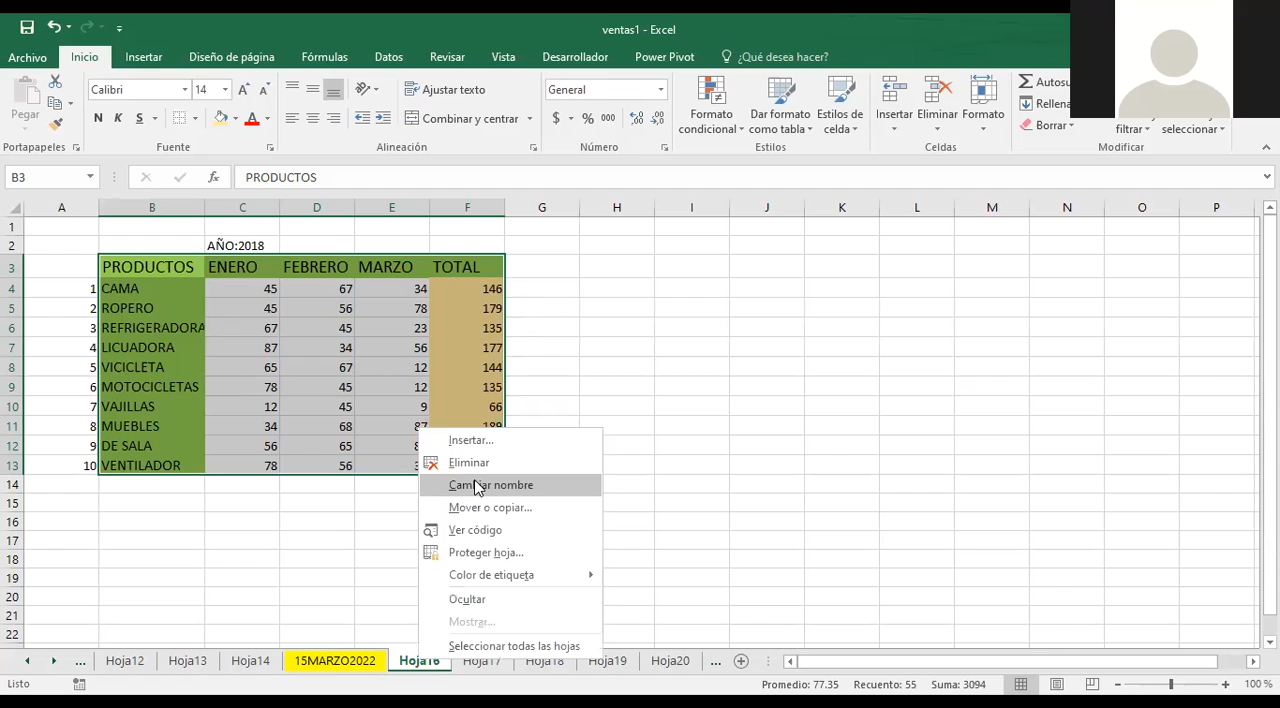 ventas1 - Excel
Archivo Inicio Insertar Diseño de página Fórmulas Datos Revisar Vista Desarrollador Power Pivot ¿Qué desea hacer?
Pegar
Calibri 14
N K S
Ajustar texto
Combinar y centrar
General
$ % 000
Formato condicional
Dar formato como tabla
Estilos de celda
Insertar Eliminar Formato
Autosu
Rellena
Borrar
filtrar seleccionar
Portapapeles Fuente Alineación Número Estilos Celdas Modificar
B3 fx PRODUCTOS
A B C D E F G H I J K L M N O P
1
2 AÑO:2018
3 PRODUCTOS ENERO FEBRERO MARZO TOTAL
4 1 CAMA 45 67 34 146
5 2 ROPERO 45 56 78 179
6 3 REFRIGERADORA 67 45 23 135
7 4 LICUADORA 87 34 56 177
8 5 VICICLETA 65 67 12 144
9 6 MOTOCICLETAS 78 45 12 135
10 7 VAJILLAS 12 45 9 66
11 8 MUEBLES 34 68 87 189
12 9 DE SALA 56 65
13 10 VENTILADOR 78 56
14
15
16
17
18
19
20
21
22
Insertar...
Eliminar
Cambiar nombre
Mover o copiar...
Ver código
Proteger hoja...
Color de etiqueta
Ocultar
Mostrar...
Seleccionar todas las hojas
... Hoja12 Hoja13 Hoja14 15MARZO2022 Hoja16 Hoja17 Hoja18 Hoja19 Hoja20 ...
Listo Promedio: 77.35 Recuento: 55 Suma: 3094 100 %